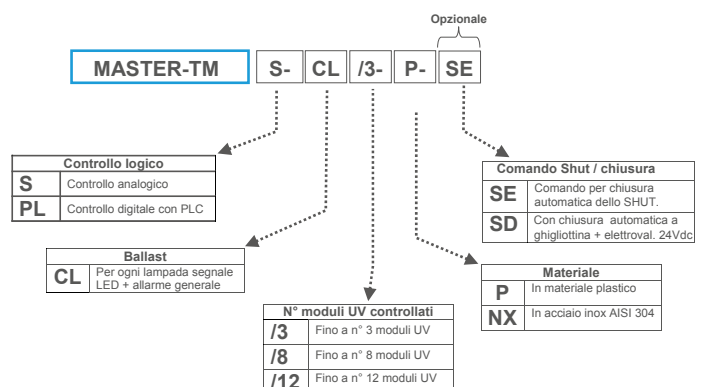 Opzionale
MASTER-TM S- CL /3- P- SE
Controllo logico
S Controllo analogico
PL Controllo digitale con PLC
Comando Shut / chiusura
SE Comando per chiusura
automatica dello SHUT.
SD Con chiusura automatica a
ghigliottina + elettroval. 24Vdc
Ballast
CL Per ogni lampada segnale
LED + allarme generale
Materiale
P In materiale plastico
NX In acciaio inox AISI 304
N° moduli UV controllati
/3 Fino a n° 3 moduli UV
/8 Fino a n° 8 moduli UV
/12 Fino a n° 12 moduli UV